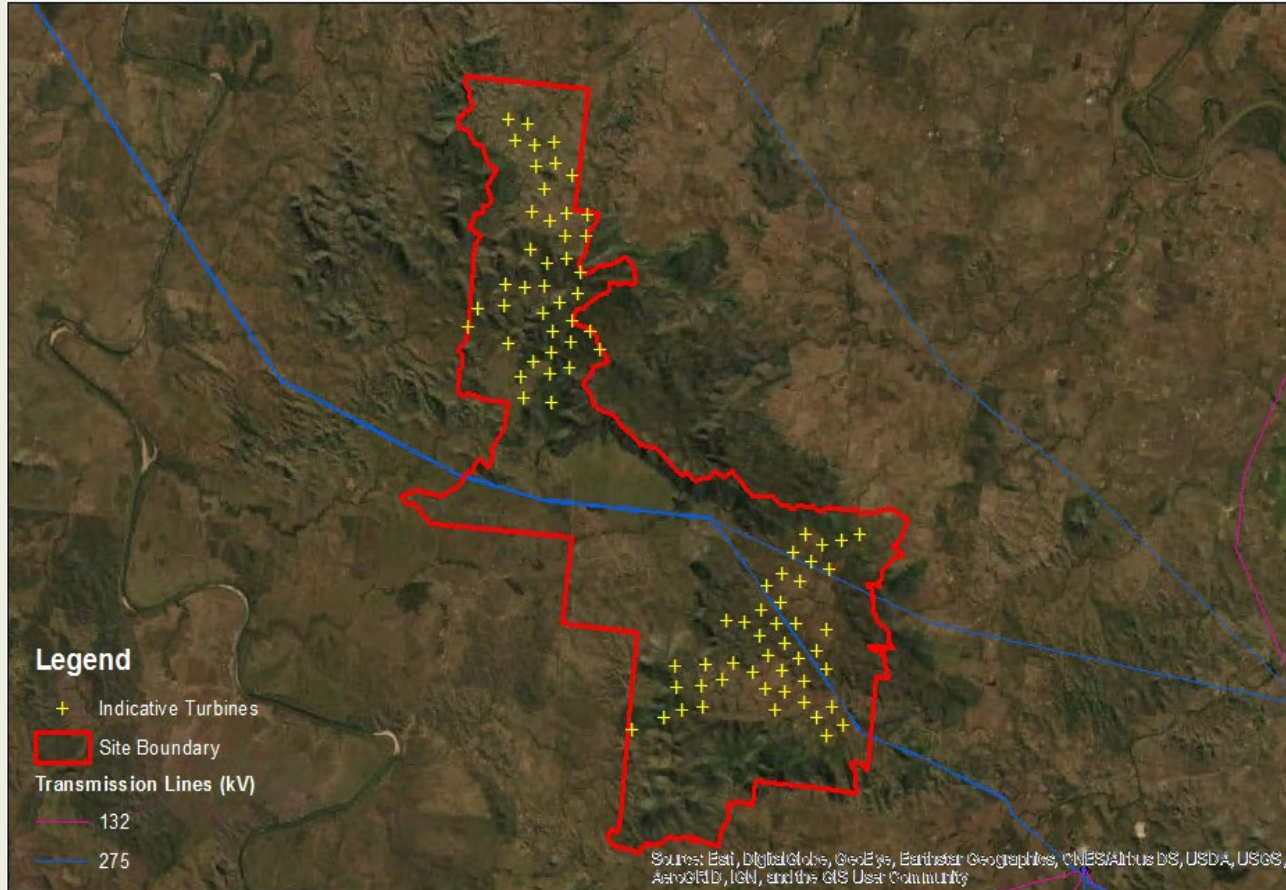 Legend
Indicative Turbines
Site Boundary
Transmission Lines (kV)
132
275
Source: Esri, DigitalGlobe, GeoEye, Earthstar Geographics, CNES/Airbus DS, USDA, USGS,
AeroGRID, IGN, and the GIS User Community